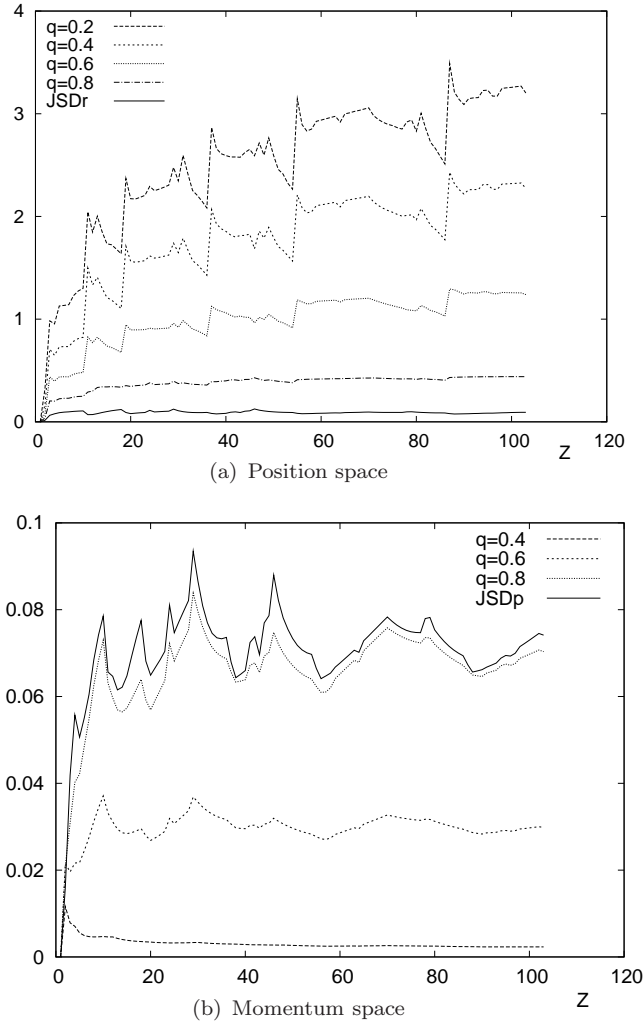 4
3
2
1
0
q=0.2
q=0.4
q=0.6
q=0.8
JSDr
0 20 40 60 80 100 120
Z
(a) Position space
0.1
0.08
0.06
0.04
0.02
0
q=0.4
q=0.6
q=0.8
JSDp
0 20 40 60 80 100 120
Z
(b) Momentum space